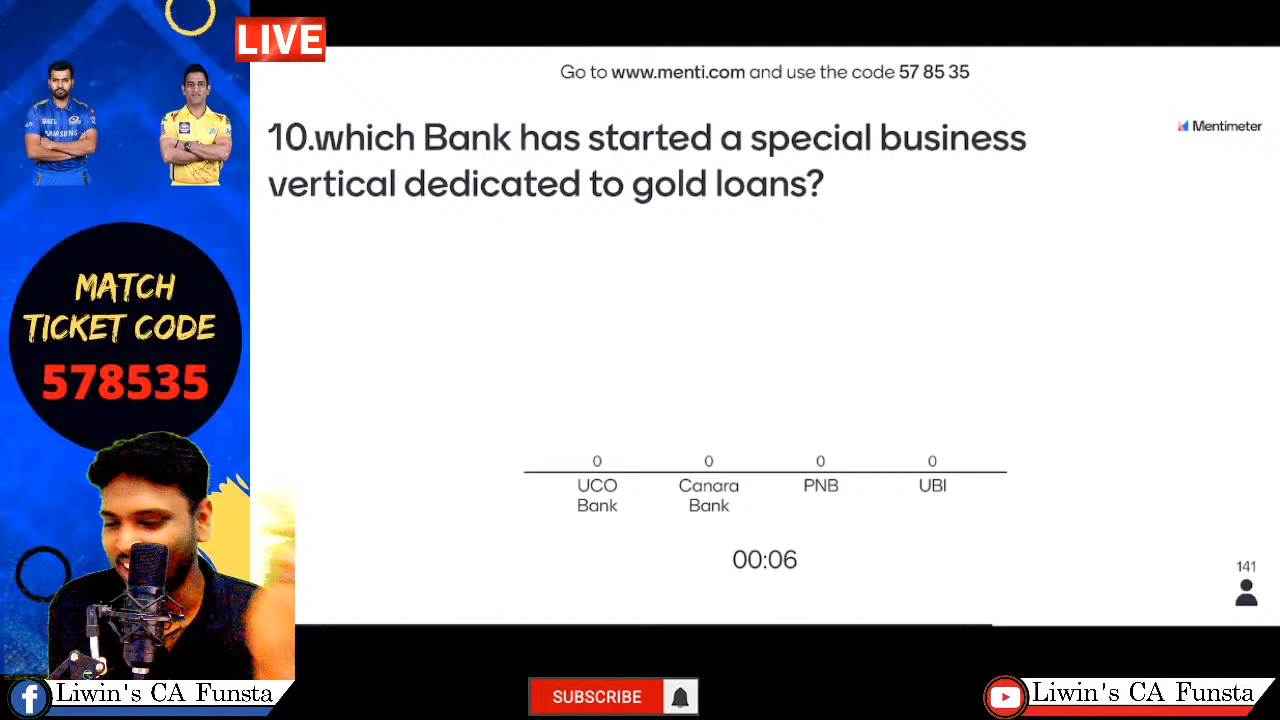 LIVE
Go to www.menti.com and use the code 57 85 35
Mentimeter
10.which Bank has started a special business
vertical dedicated to gold loans?
SAMSUNG
MATCH
TICKET CODE
578535
0
0
0
0
UCO
Bank
Canara
Bank
PNB
UBI
00:06
141
Liwin's CA Funsta
SUBSCRIBE
Liwin's CA Funsta